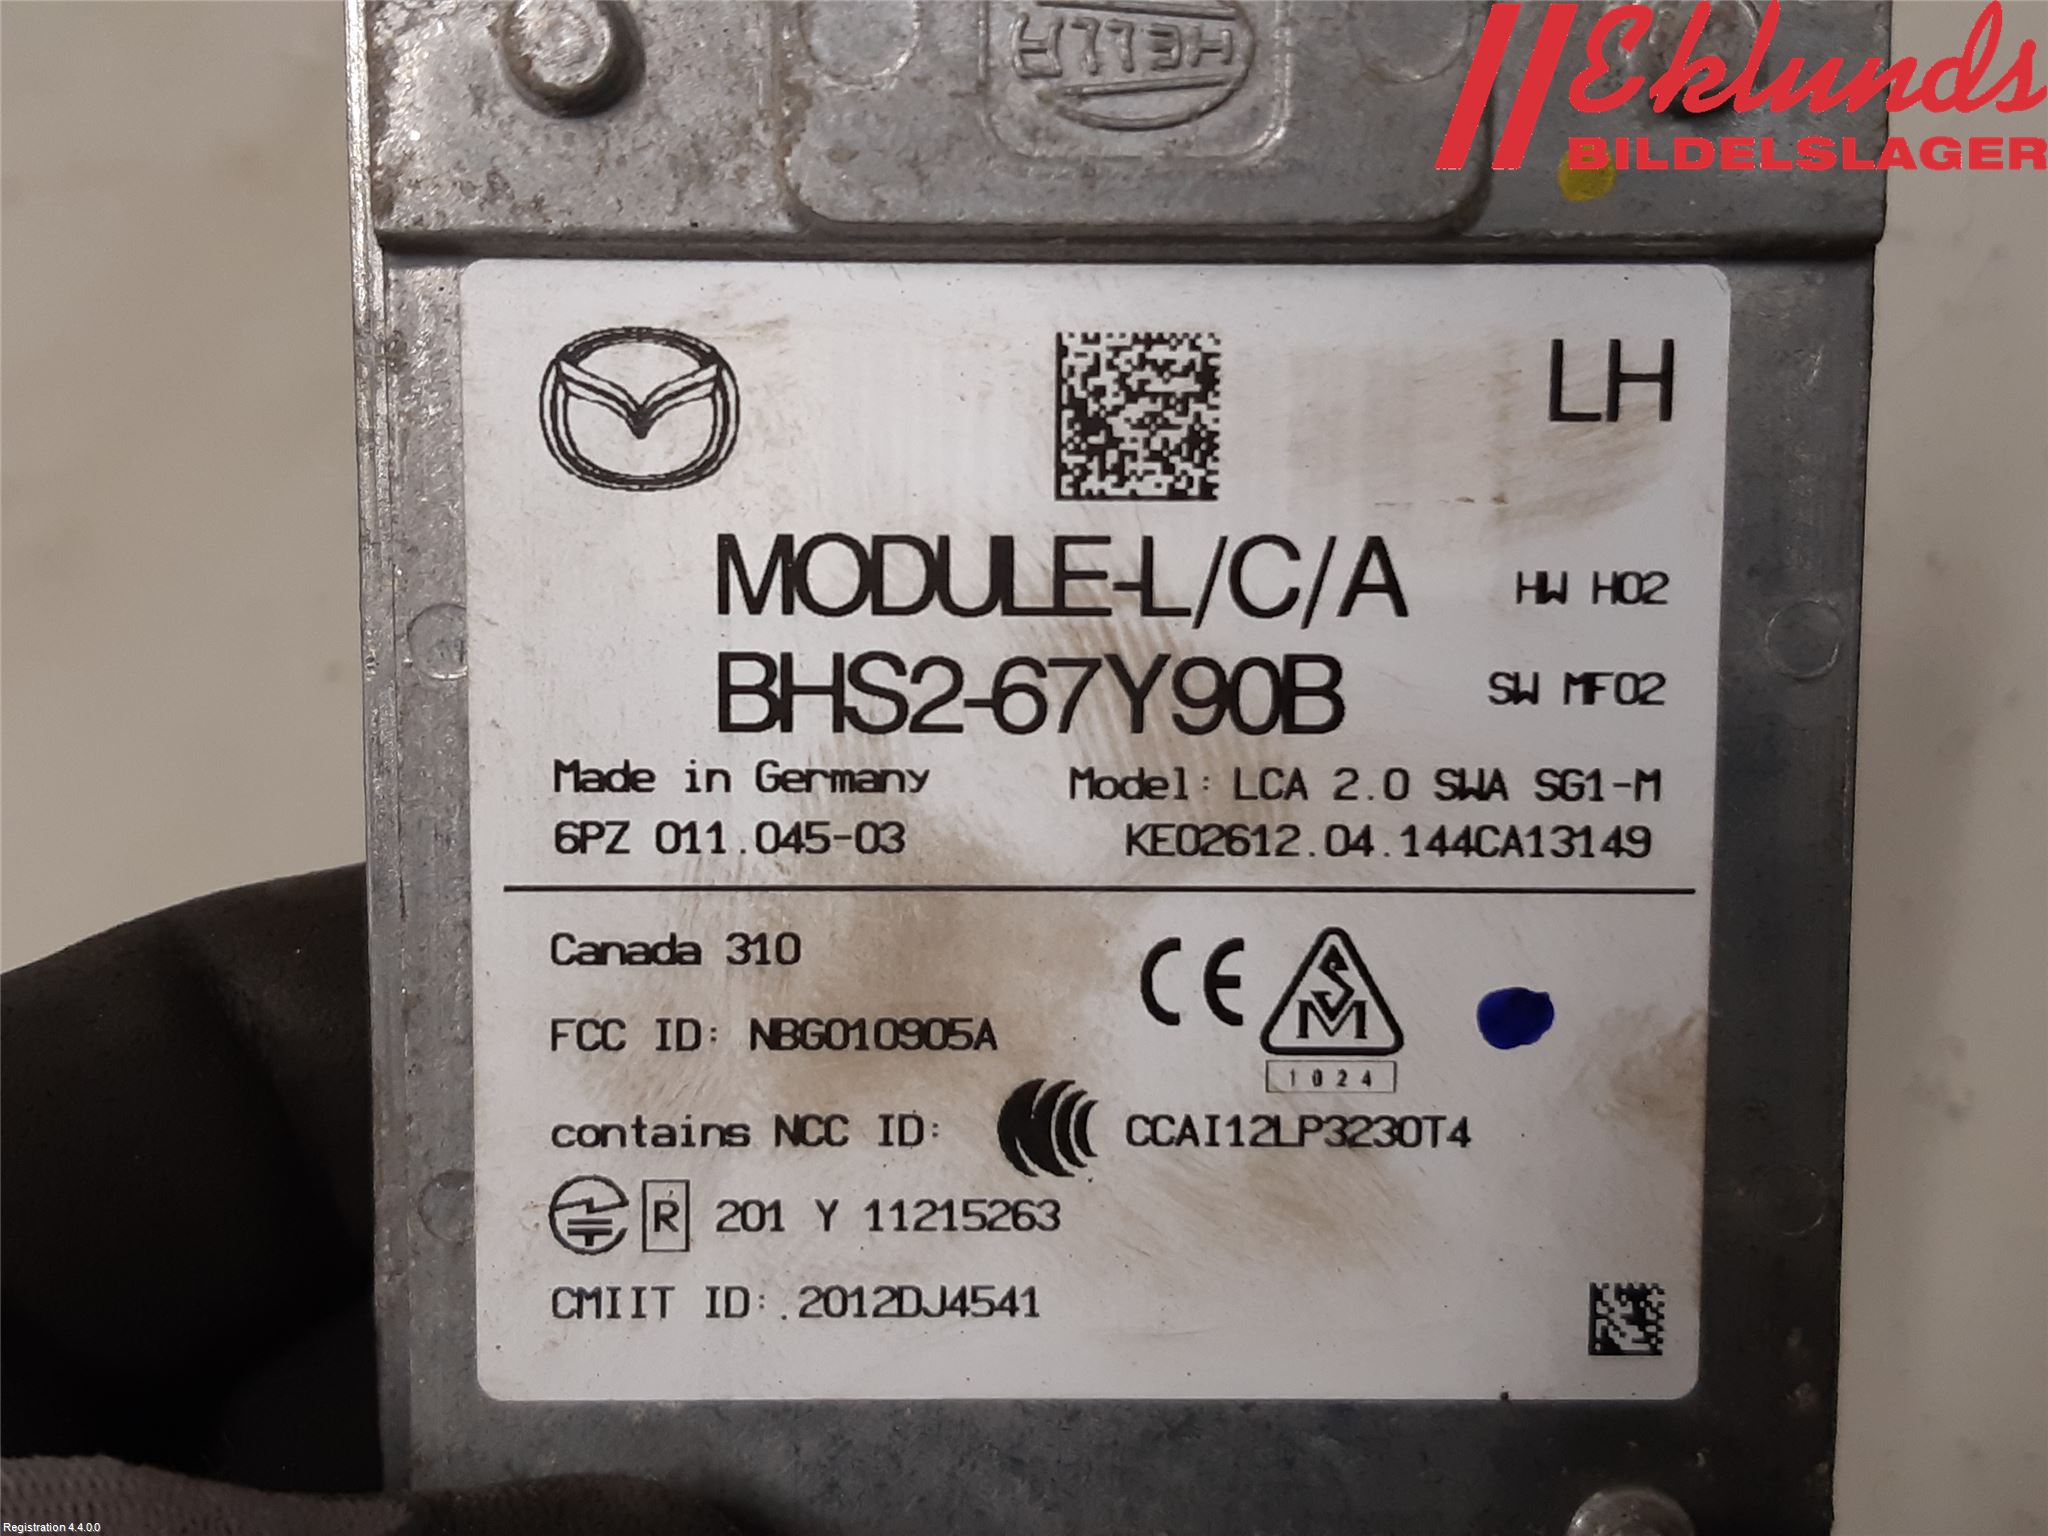 HELLA
Eklunds
BILDELSLAGER
LH
MODULE-L/C/A
HW H02
BHS2-67Y90B
SW MF02
Made in Germany
Model: LCA 2.0 SWA SG1-M
6PZ 011.045-03
KE02612.04.144CA13149
Canada 310
CE
S
M
1024
FCC ID: NBG010905A
contains NCC ID: CCAI12LP3230T4
R 201 Y 11215263
CMIIT ID: 2012DJ4541
Registration 4.4.0.0